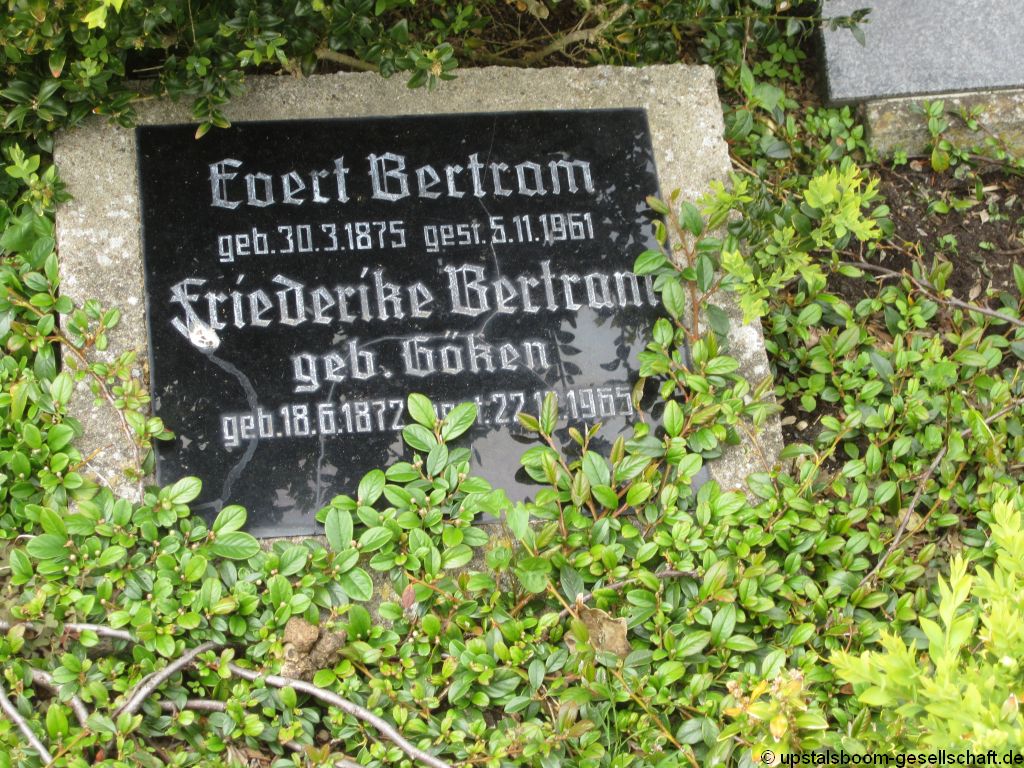 Evert Bertram
geb. 30.3.1875 gest. 5.11.1961
Friederike Bertram
geb. Göken
geb. 18.6.1872 1965
© upstalsboom-gesellschaft.de